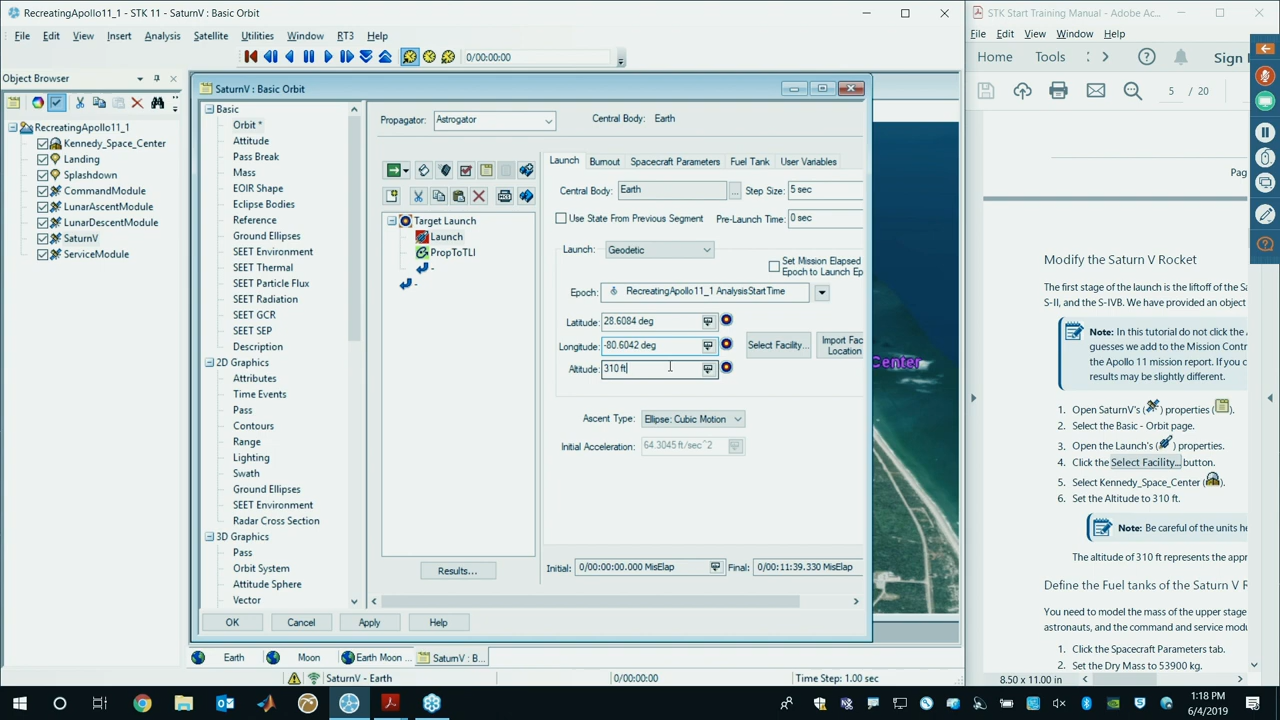 RecreatingApollo11_1 - STK 11 - SaturnV : Basic Orbit
File Edit View Insert Analysis Satellite Utilities Window RT3 Help
0/00:00:00
Object Browser
RecreatingApollo11_1
Kennedy_Space_Center
Landing
Splashdown
CommandModule
LunarAscentModule
LunarDescentModule
SaturnV
ServiceModule
SaturnV : Basic Orbit
Basic
Orbit *
Attitude
Pass Break
Mass
EOIR Shape
Eclipse Bodies
Reference
Ground Ellipses
SEET Environment
SEET Thermal
SEET Particle Flux
SEET Radiation
SEET GCR
SEET SEP
Description
2D Graphics
Attributes
Time Events
Pass
Contours
Range
Lighting
Swath
Ground Ellipses
SEET Environment
Radar Cross Section
3D Graphics
Pass
Orbit System
Attitude Sphere
Vector
Propagator: Astrogator Central Body: Earth
Target Launch
Launch
PropToTLI
-
-
Results...
Launch Burnout Spacecraft Parameters Fuel Tank User Variables
Central Body: Earth ... Step Size: 5 sec
Use State From Previous Segment Pre-Launch Time: 0 sec
Launch: Geodetic
Set Mission Elapsed
Epoch to Launch Ep
Epoch: RecreatingApollo11_1 AnalysisStartTime
Latitude: 28.6084 deg
Longitude: -80.6042 deg Select Facility... Import Fac
Location
Altitude: 310 ft
Ascent Type: Ellipse: Cubic Motion
Initial Acceleration: 64.3045 ft/sec^2
Initial: 0/00:00:00.000 MisElap Final: 0/00:11:39.330 MisElap
OK Cancel Apply Help
Center
Earth Moon Earth Moon ... SaturnV : B...
SaturnV - Earth 0/00:00:00 Time Step: 1.00 sec
STK Start Training Manual - Adobe Ac...
File Edit View Window Help
Home Tools Sign
5 / 20
Pag
Modify the Saturn V Rocket
The first stage of the launch is the liftoff of the Sa
S-II, and the S-IVB. We have provided an object
Note: In this tutorial do not click the
guesses we add to the Mission Contr
the Apollo 11 mission report. If you c
results may be slightly different.
1. Open SaturnV's ( ) properties ( ).
2. Select the Basic - Orbit page.
3. Open the Launch's ( ) properties.
4. Click the Select Facility... button.
5. Select Kennedy_Space_Center ( ).
6. Set the Altitude to 310 ft.
Note: Be careful of the units he
The altitude of 310 ft represents the appr
Define the Fuel tanks of the Saturn V R
You need to model the mass of the upper stage
astronauts, and the command and service modul
1. Click the Spacecraft Parameters tab.
2. Set the Dry Mass to 53900 kg.
8.50 x 11.00 in
1:18 PM
6/4/2019